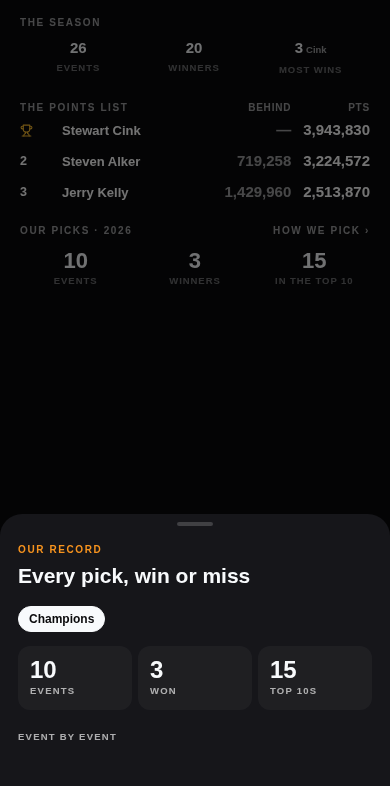 THE SEASON
26 20 3 Cink
EVENTS WINNERS MOST WINS
THE POINTS LIST BEHIND PTS
Stewart Cink — 3,943,830
2 Steven Alker 719,258 3,224,572
3 Jerry Kelly 1,429,960 2,513,870
OUR PICKS · 2026 HOW WE PICK ›
10 3 15
EVENTS WINNERS IN THE TOP 10
OUR RECORD
Every pick, win or miss
Champions
10 3 15
EVENTS WON TOP 10S
EVENT BY EVENT